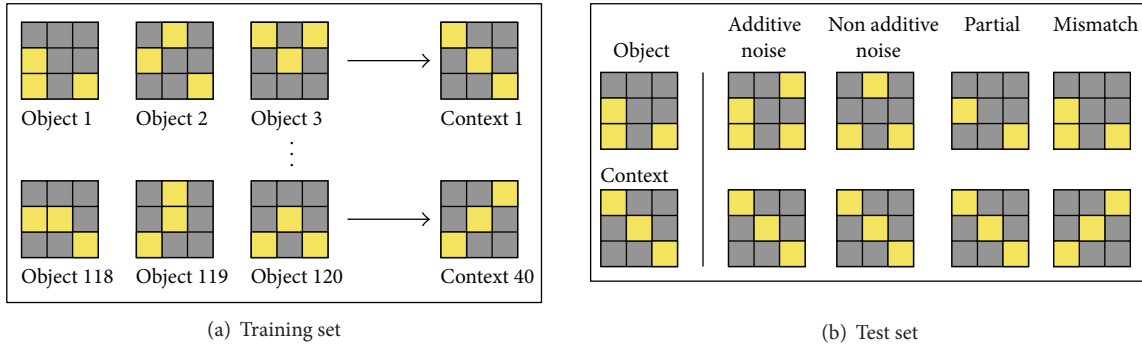 Object 1
Object 2
Object 3
Context 1
Object 118
Object 119
Object 120
Context 40
(a) Training set
Object
Additive noise
Non additive noise
Partial
Mismatch
Context
(b) Test set